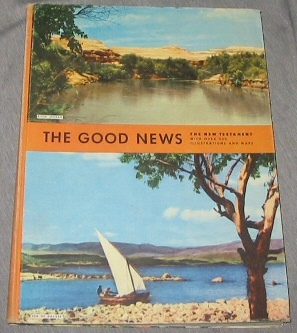 THE GOOD NEWS
THE NEW TESTAMENT
WITH OVER 500
ILLUSTRATIONS AND MAPS